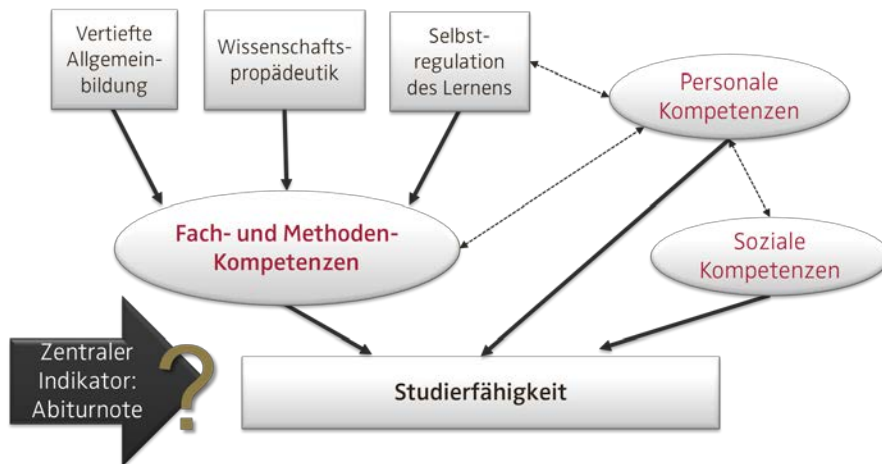 Vertiefte
Allgemein-
bildung
Wissenschafts-
propädeutik
Selbst-
regulation
des Lernens
Personale
Kompetenzen
Fach- und Methoden-
Kompetenzen
Soziale
Kompetenzen
Zentraler
Indikator:
Abiturnote
?
Studierfähigkeit